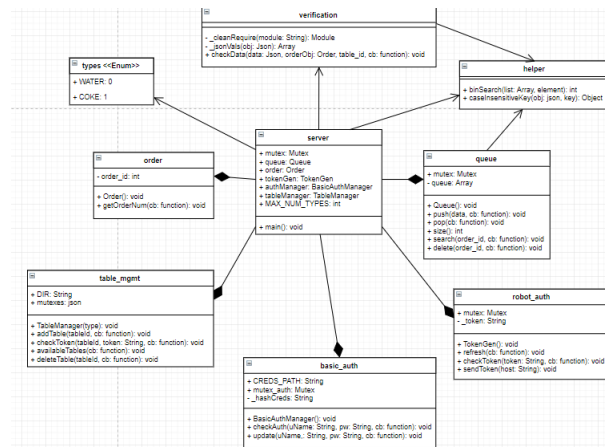 verification
- _cleanRequire(module: String): Module
- _jsonVals(obj: Json): Array
+ checkData(data: Json, orderObj: Order, table_id, cb: function): void
types <<Enum>>
+ WATER: 0
+ COKE: 1
helper
+ binSearch(list: Array, element): int
+ caseInsensitiveKey(obj: json, key): Object
server
+ mutex: Mutex
+ queue: Queue
+ order: Order
+ tokenGen: TokenGen
+ authManager: BasicAuthManager
+ tableManager: TableManager
+ MAX_NUM_TYPES: int
+ main(): void
order
- order_id: int
+ Order(): void
+ getOrderNum(cb: function): void
queue
+ mutex: Mutex
- queue: Array
+ Queue(): void
+ push(data, cb: function): void
+ pop(cb: function): void
+ size(): int
+ search(order_id, cb: function): void
+ delete(order_id, cb: function): void
table_mgmt
+ DIR: String
+ mutexes: json
+ TableManager(type): void
+ addTable(tableId, cb: function): void
+ checkToken(tableId, token: String, cb: function): void
+ availableTables(cb: function): void
+ deleteTable(tableId, cb: function): void
robot_auth
+ mutex: Mutex
- _token: String
+ TokenGen(): void
+ refresh(cb: function): void
+ checkToken(token: String, cb: function): void
+ sendToken(host: String): void
basic_auth
+ CREDS_PATH: String
+ mutex_auth: Mutex
- _hashCreds: String
+ BasicAuthManager(): void
+ checkAuth(uName: String, pw: String, cb: function): void
+ update(uName,: String, pw: String, cb: function): void